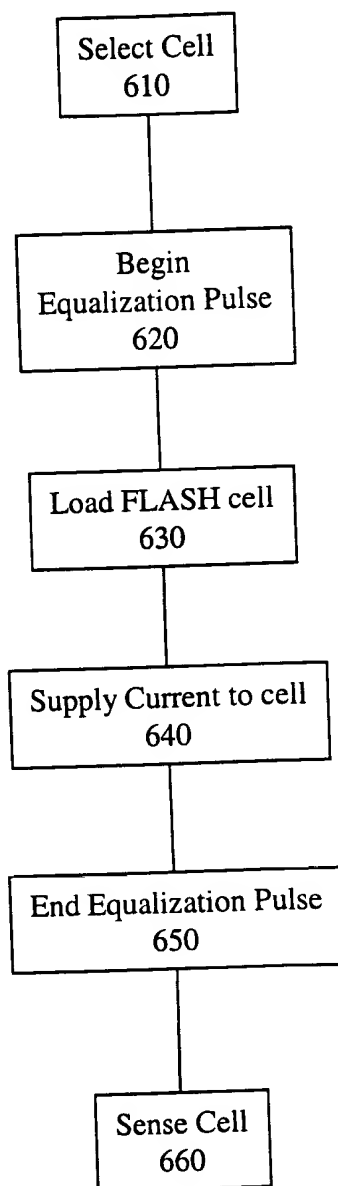 Select Cell
610
Begin
Equalization Pulse
620
Load FLASH cell
630
Supply Current to cell
640
End Equalization Pulse
650
Sense Cell
660